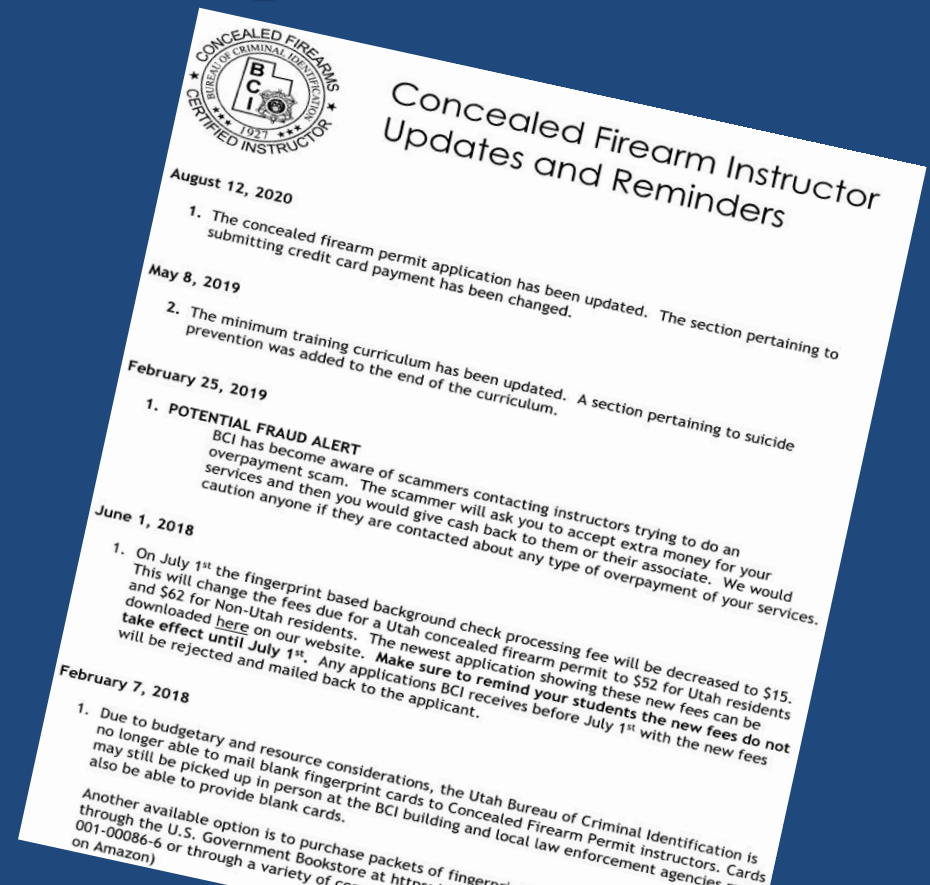 CONCEALED FIREARMS
BUREAU OF CRIMINAL IDENTIFICATION
B
C
I
1927
CERTIFIED INSTRUCTOR
Concealed Firearm Instructor
Updates and Reminders
August 12, 2020
1. The concealed firearm permit application has been updated. The section pertaining to
submitting credit card payment has been changed.
May 8, 2019
2. The minimum training curriculum has been updated. A section pertaining to suicide
prevention was added to the end of the curriculum.
February 25, 2019
1. POTENTIAL FRAUD ALERT
BCI has become aware of scammers contacting instructors trying to do an
overpayment scam. The scammer will ask you to accept extra money for your
services and then you would give cash back to them or their associate. We would
caution anyone if they are contacted about any type of overpayment of your services.
June 1, 2018
1. On July 1st the fingerprint based background check processing fee will be decreased to $15.
This will change the fees due for a Utah concealed firearm permit to $52 for Utah residents
and $62 for Non-Utah residents. The newest application showing these new fees can be
downloaded here on our website. Make sure to remind your students the new fees do not
take effect until July 1st. Any applications BCI receives before July 1st with the new fees
will be rejected and mailed back to the applicant.
February 7, 2018
1. Due to budgetary and resource considerations, the Utah Bureau of Criminal Identification is
no longer able to mail blank fingerprint cards to Concealed Firearm Permit instructors. Cards
may still be picked up in person at the BCI building and local law enforcement agencies
also be able to provide blank cards.
Another available option is to purchase packets of
through the U.S. Government Bookstore at
001-00086-6 or through a variety of
on Amazon)